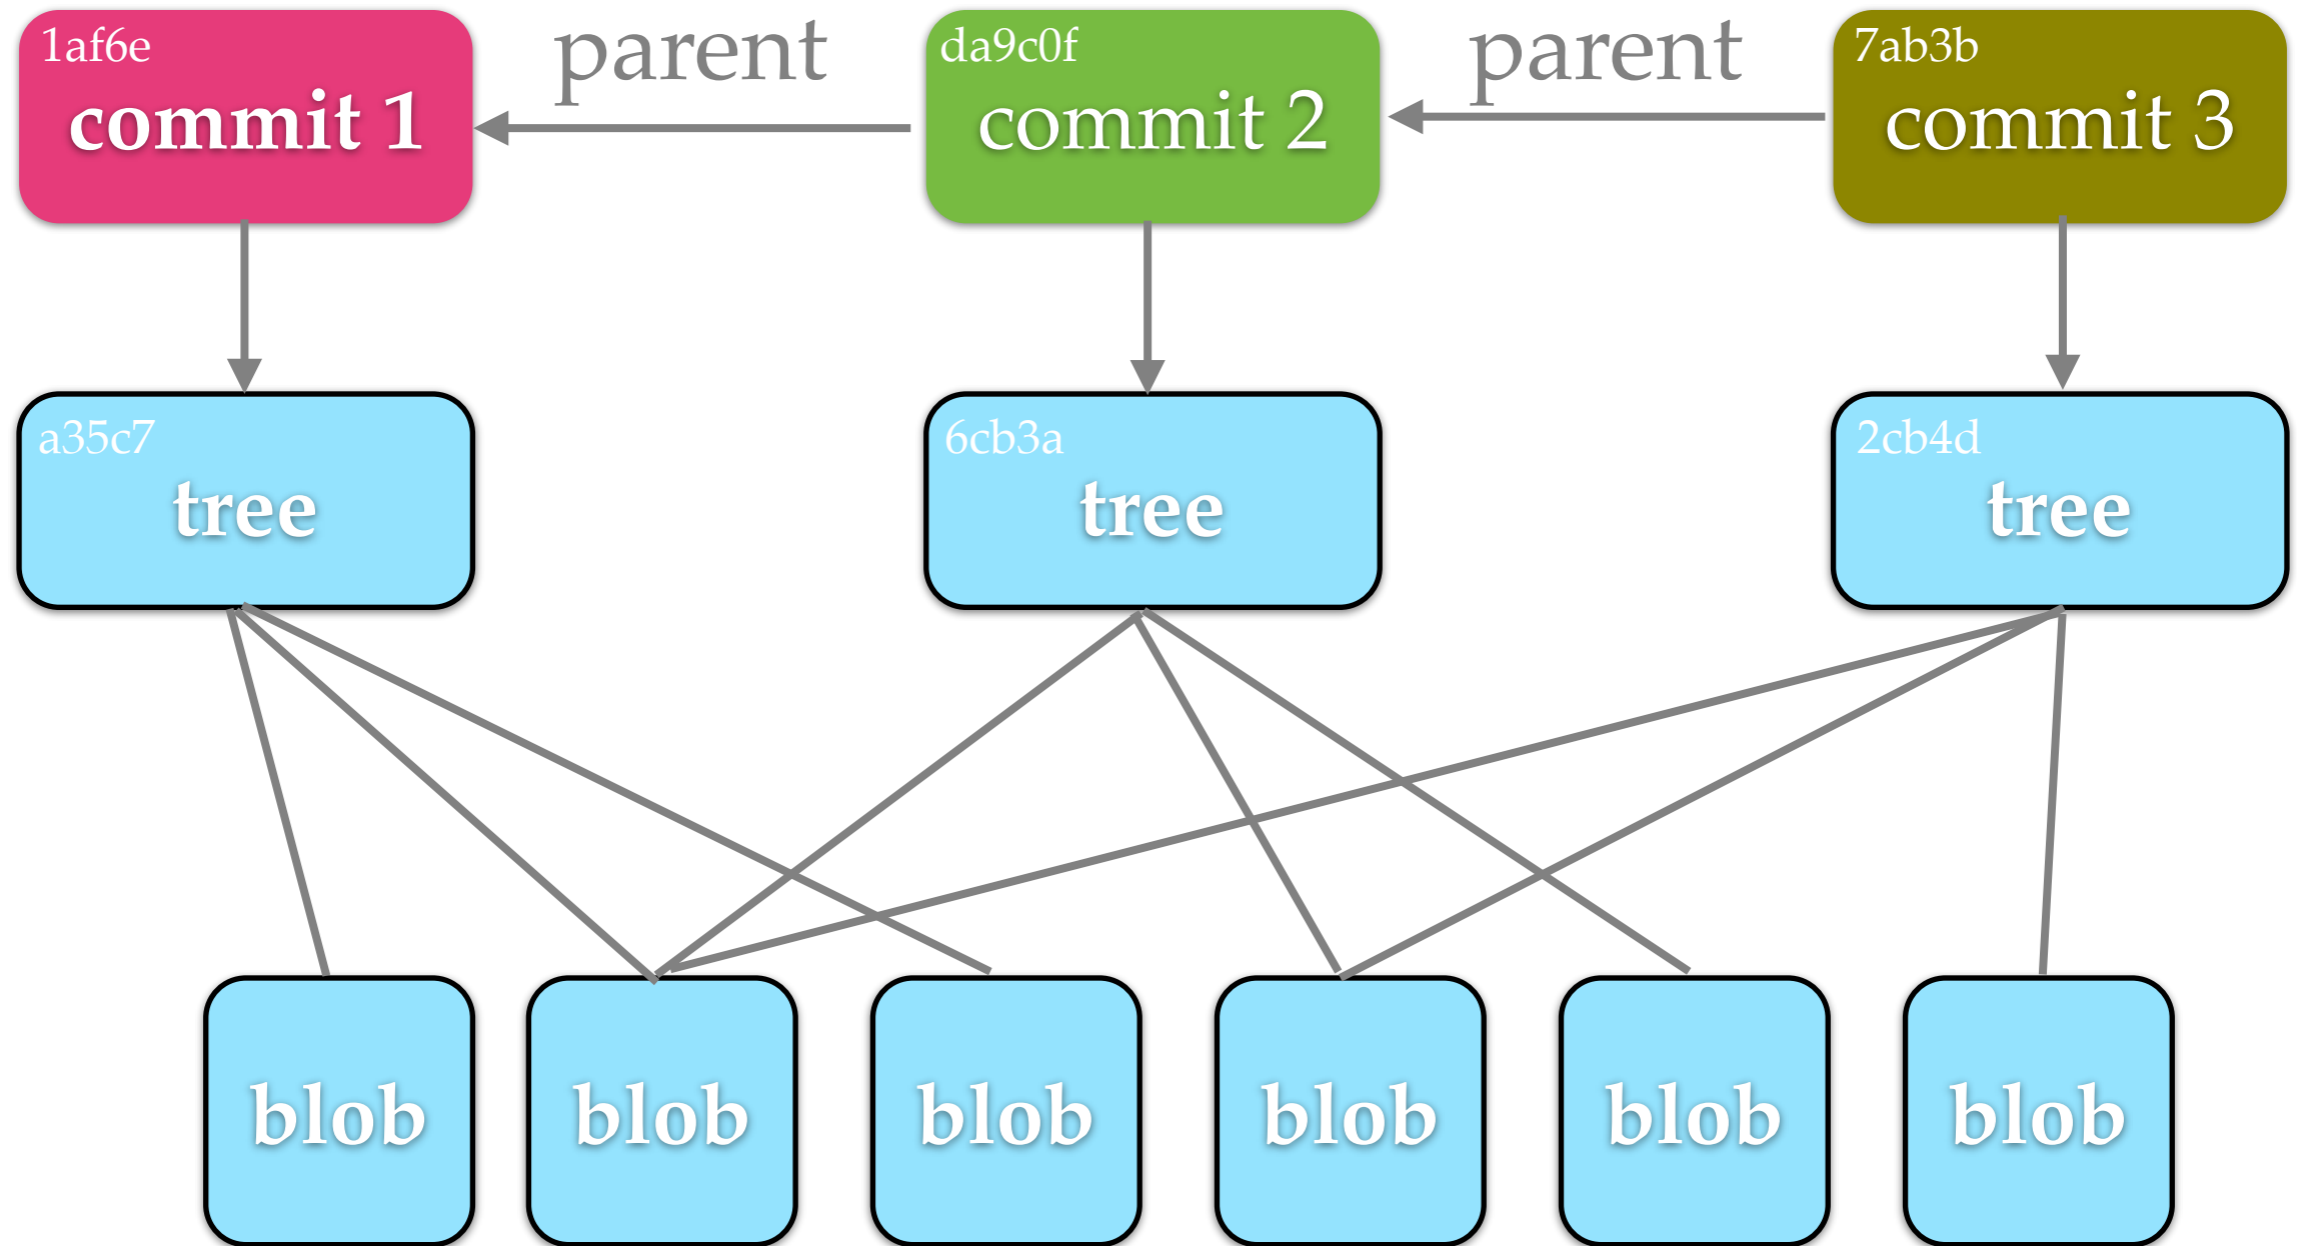 1af6e
commit 1
parent
da9c0f
commit 2
parent
7ab3b
commit 3
a35c7
tree
6cb3a
tree
2cb4d
tree
blob
blob
blob
blob
blob
blob